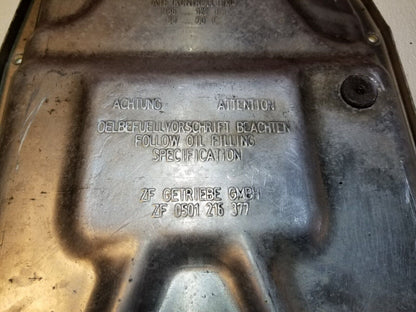 ACHTUNG ATTENTION
OELBEFUELLVORSCHRIFT BEACHTEN
FOLLOW OIL FILLING
SPECIFICATION
ZF GETRIEBE GMBH
ZF 0501 216 377